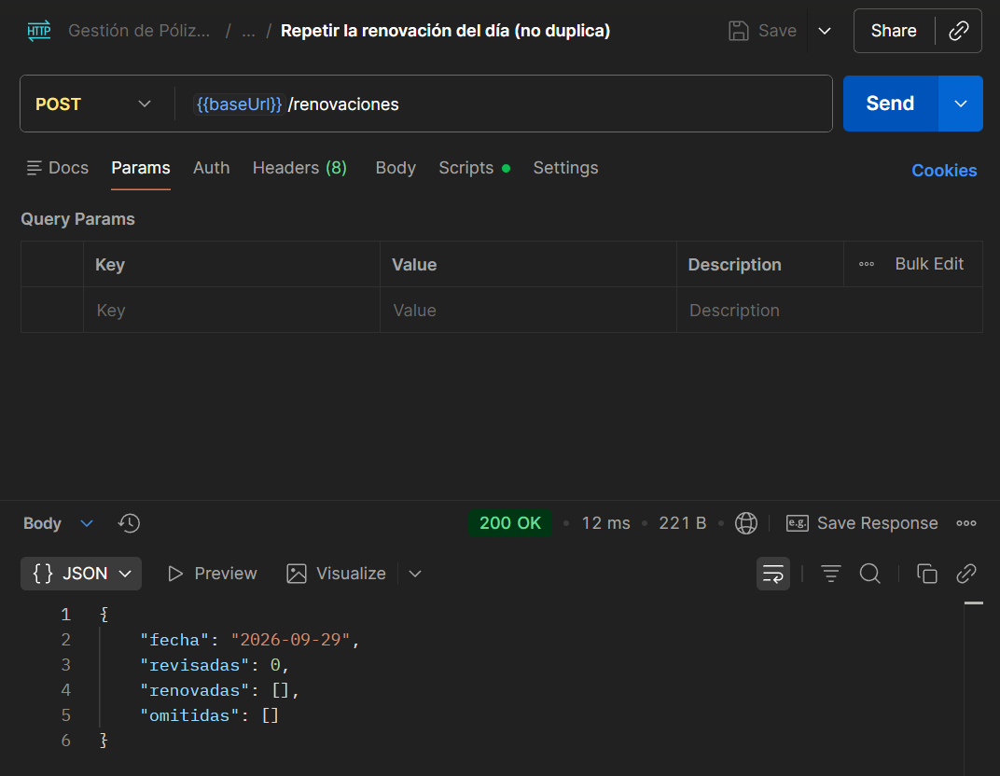 HTTP Gestión de Póliz... / ... / Repetir la renovación del día (no duplica) Save Share
POST {{baseUrl}} /renovaciones Send
Docs Params Auth Headers (8) Body Scripts Settings Cookies
Query Params
Key Value Description Bulk Edit
Key Value Description
Body 200 OK • 12 ms • 221 B • e.g. Save Response
{} JSON Preview Visualize
1 {
2 "fecha": "2026-09-29",
3 "revisadas": 0,
4 "renovadas": [],
5 "omitidas": []
6 }